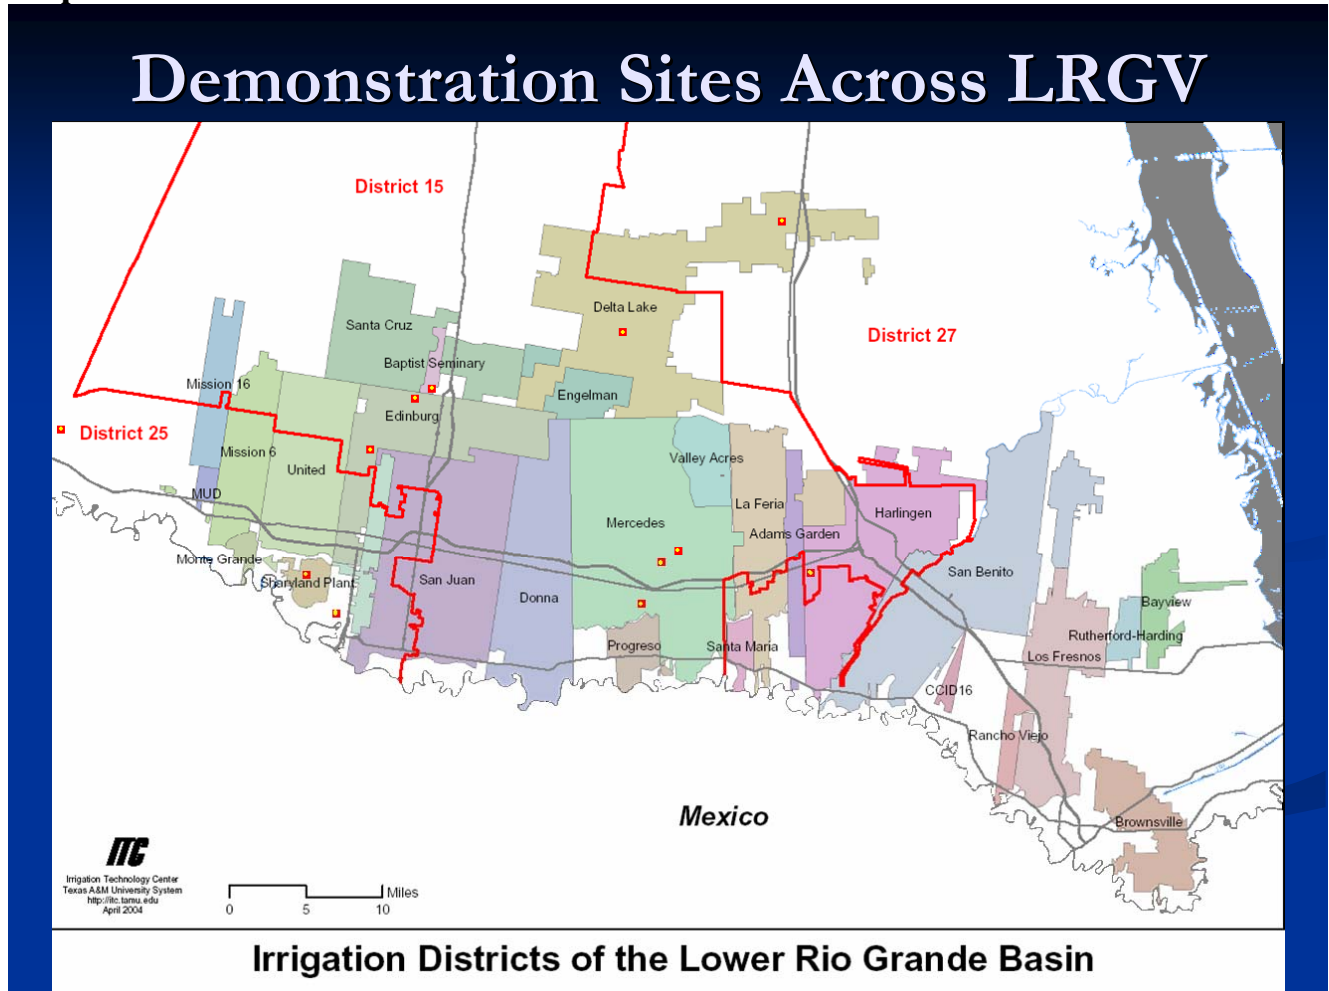 Demonstration Sites Across LRGV
District 15
District 27
District 25
Delta Lake
Santa Cruz
Baptist Seminary
Mission 16
Engelman
Edinburg
Mission 6
United
Valley Acres
MUD
La Feria
Harlingen
Mercedes
Adams Garden
Monte Grande
Sharyland Plant
San Juan
San Benito
Donna
Bayview
Rutherford-Harding
Progreso
Santa Maria
Los Fresnos
CCID16
Rancho Viejo
Mexico
Brownsville
ITC
Irrigation Technology Center
Texas A&M University System
http://itc.tamu.edu
April 2004
Miles
0 5 10
Irrigation Districts of the Lower Rio Grande Basin